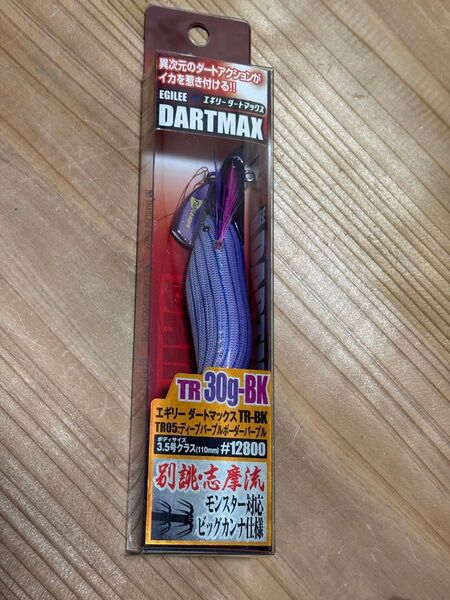 異次元のダートアクションが
イカを惹き付ける!!
EGILEE エギリー ダートマックス
DARTMAX
TR 30g-BK
エギリー ダートマックス TR-BK
TR05:ディープパープルボーダーパープル
ボディサイズ
3.5号クラス(110mm) #12800
別誂・志摩流
モンスター対応
ビッグカンナ仕様